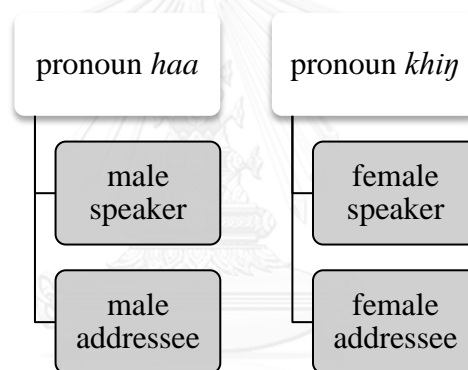 pronoun haa
male
speaker
male
addressee
pronoun khiŋ
female
speaker
female
addressee